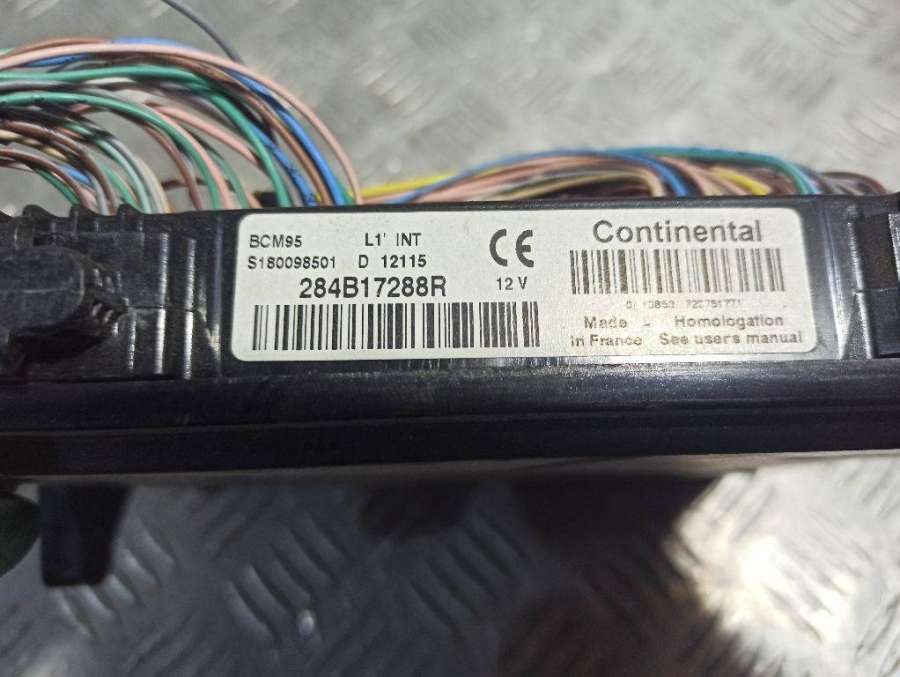 BCM95 L1' INT
S180098501 D 12115
284B17288R
CE
12 V
Continental
Made - Homologation
in France See users manual